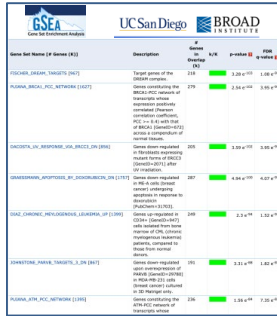 GSEA
Gene Set Enrichment Analysis
UC San Diego
BROAD
INSTITUTE
Gene Set Name [# Genes (K)]
Description
# Genes in Overlap (k)
k/K
p-value
FDR q-value
FISCHER_DREAM_TARGETS [967]
Target genes of the
DREAM complex.
218
PUJANA_BRCA1_PCC_NETWORK [1627]
Genes constituting the
BRCA1-PCC network of
transcripts whose
expression positively
correlated (Pearson
correlation coefficient,
PCC >= 0.4) with that
of BRCA1 [GeneID=672]
across a compendium of
normal tissues.
279
DACOSTA_UV_RESPONSE_VIA_ERCC3_DN [856]
Genes down-regulated
in fibroblasts expressing
mutant forms of ERCC3
[GeneID=2071] after
UV irradiation.
205
GRAESSMANN_APOPTOSIS_BY_DOXORUBICIN_DN [1787]
Genes down-regulated
in ME-A cells (breast
cancer) undergoing
apoptosis in response to
doxorubicin
[PubChem=31703].
287
DIAZ_CHRONIC_MEYLOGENOUS_LEUKEMIA_UP [1399]
Genes up-regulated in
CD34+ [GeneID=947]
cells isolated from bone
marrow of CML (chronic
myelogenous leukemia)
patients, compared to
those from normal
donors.
249
JOHNSTONE_PARVB_TARGETS_3_DN [867]
Genes down-regulated
upon overexpression of
PARVB [GeneID=29780]
in MDA-MB-231 cells
(breast cancer) cultured
in 3D Matrigel only.
191
PUJANA_ATM_PCC_NETWORK [1399]
Genes constituting the
ATM-PCC network of
transcripts whose
236